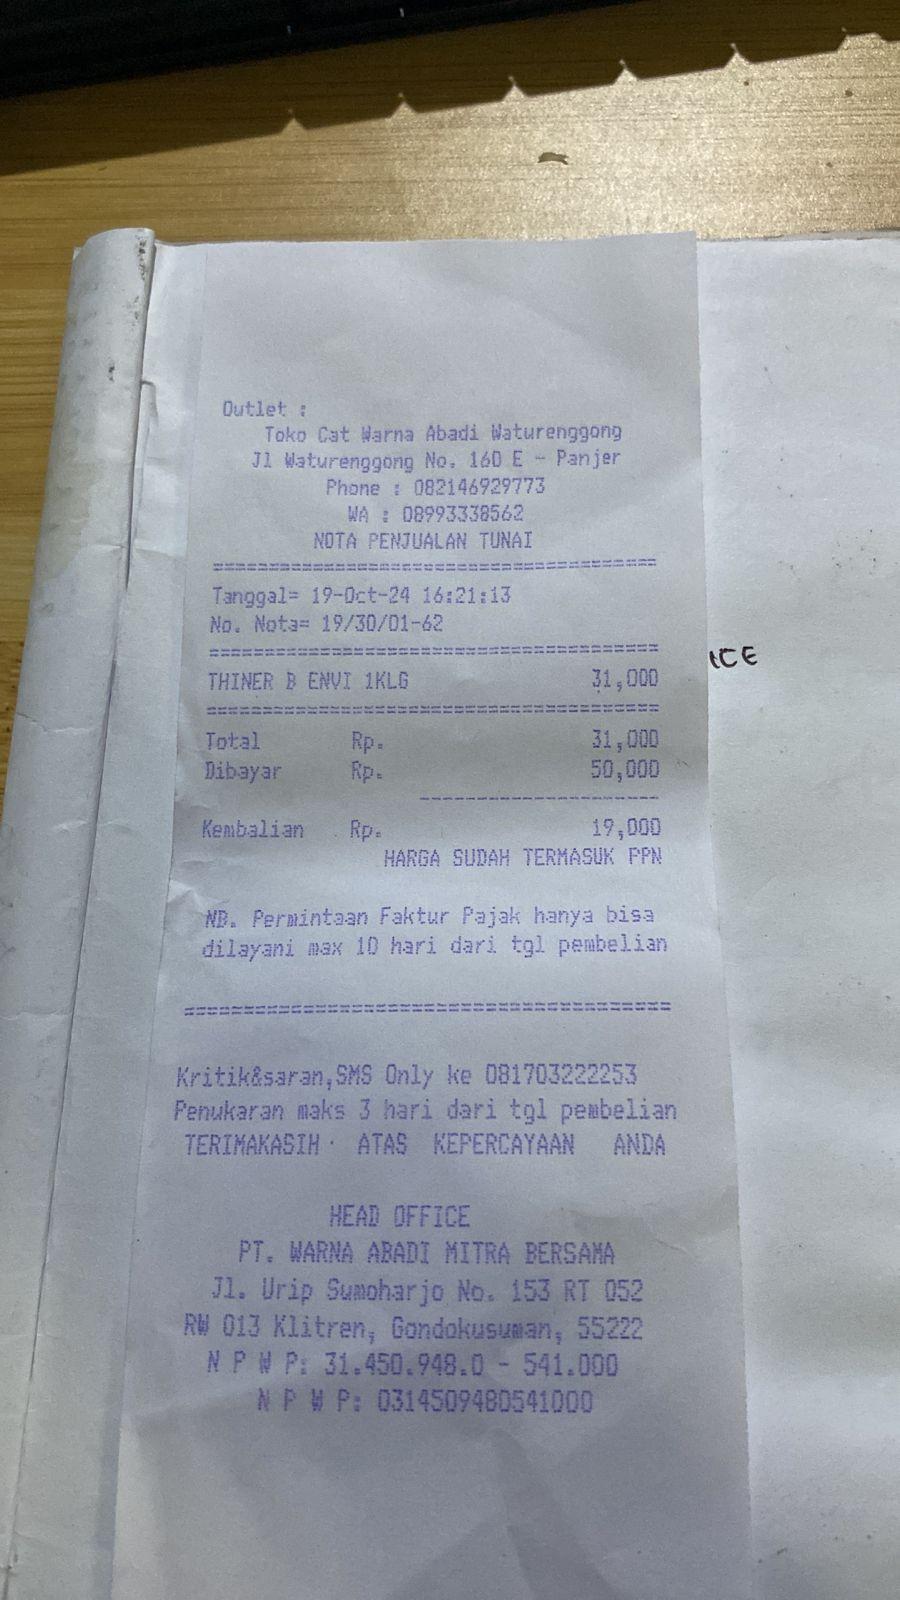 Outlet :
Toko Cat Warna Abadi Waturenggong
Jl Waturenggong No. 160 E - Panjer
Phone : 082146929773
WA : 08993338562
NOTA PENJUALAN TUNAI
========================================
Tanggal= 19-Oct-24 16:21:13
No. Nota= 19/30/01-62
========================================
ICE
THINER B ENVI 1KLG 31,000
========================================
Total Rp. 31,000
Dibayar Rp. 50,000
----------------------
Kembalian Rp. 19,000
HARGA SUDAH TERMASUK PPN
NB. Permintaan Faktur Pajak hanya bisa
dilayani max 10 hari dari tgl pembelian
========================================
Kritik&saran,SMS Only ke 081703222253
Penukaran maks 3 hari dari tgl pembelian
TERIMAKASIH ATAS KEPERCAYAAN ANDA
HEAD OFFICE
PT. WARNA ABADI MITRA BERSAMA
Jl. Urip Sumoharjo No. 153 RT 052
RW 013 Klitren, Gondokusuman, 55222
N P W P: 31.450.948.0 - 541.000
N P W P: 0314509480541000